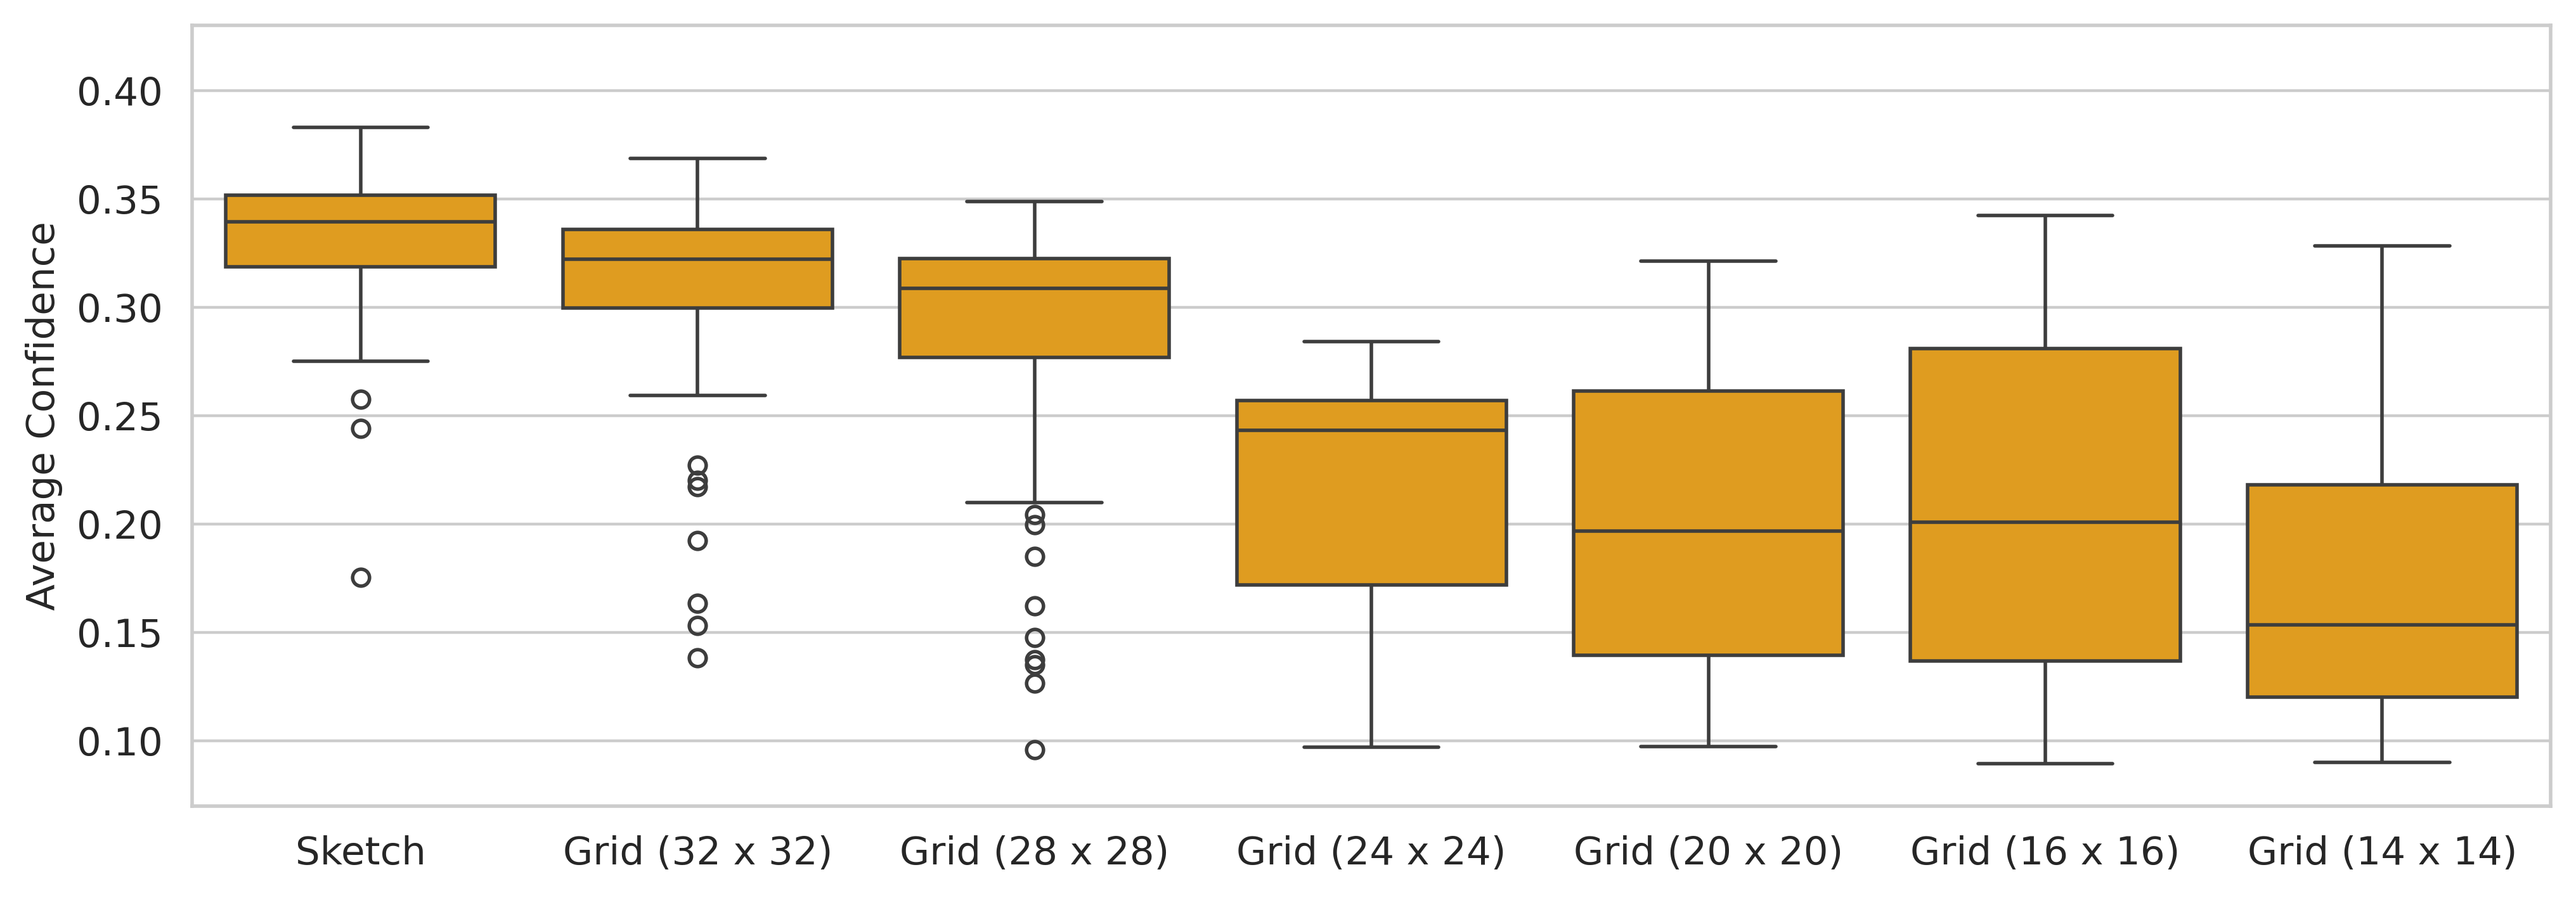 Average Confidence
0.40
0.35
0.30
0.25
0.20
0.15
0.10
Sketch
Grid (32 x 32)
Grid (28 x 28)
Grid (24 x 24)
Grid (20 x 20)
Grid (16 x 16)
Grid (14 x 14)